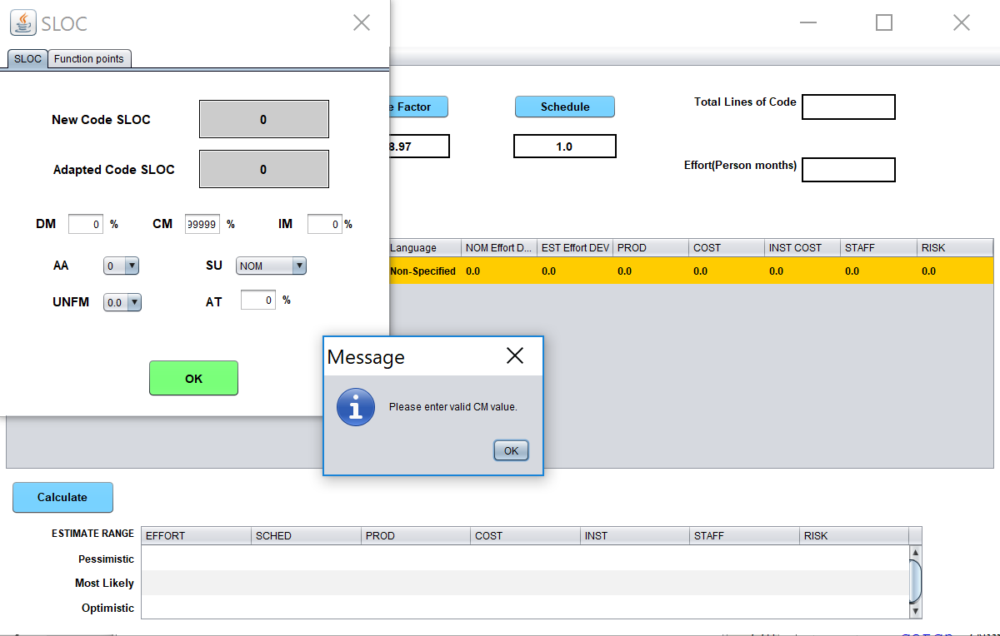 SLOC
SLOC Function points
New Code SLOC 0
Adapted Code SLOC 0
DM 0 % CM 99999 % IM 0 %
AA 0 SU NOM
UNFM 0.0 AT 0 %
OK
Factor Schedule Total Lines of Code
8.97 1.0
Effort(Person months)
Language NOM Effort D... EST Effort DEV PROD COST INST COST STAFF RISK
Non-Specified 0.0 0.0 0.0 0.0 0.0 0.0 0.0
Message
Please enter valid CM value.
OK
Calculate
ESTIMATE RANGE EFFORT SCHED PROD COST INST STAFF RISK
Pessimistic
Most Likely
Optimistic